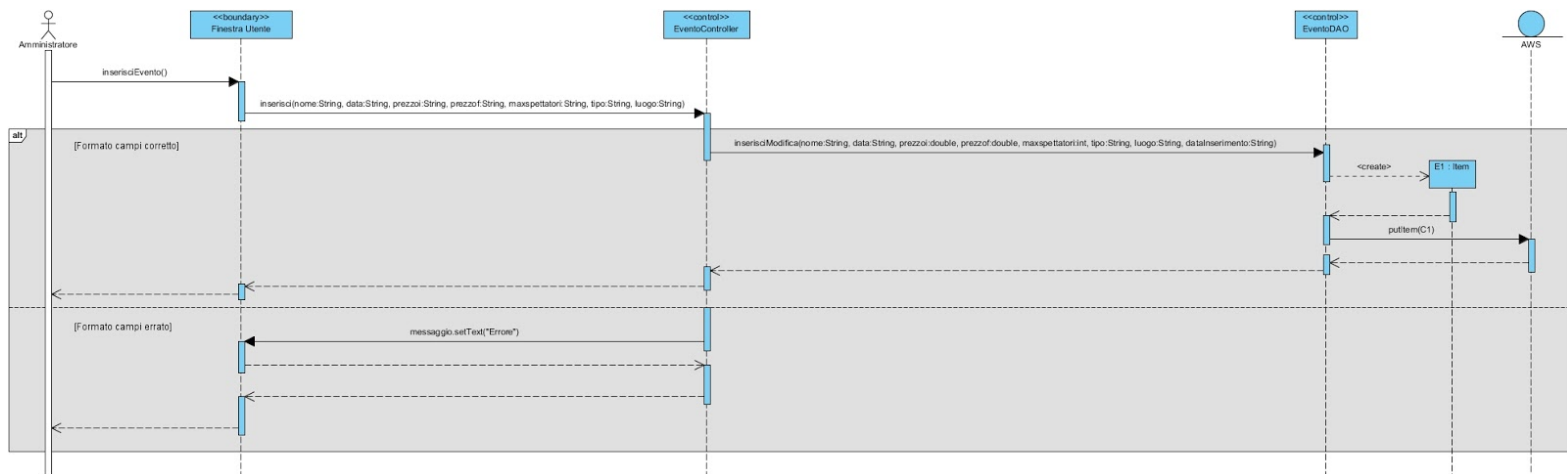 <<boundary>>
Finestra Utente
<<control>>
EventoController
<<control>>
EventoDAO
Amministratore
AWS
inserisciEvento()
inserisci(nome:String, data:String, prezzoi:String, prezzof:String, maxspettatori:String, tipo:String, luogo:String)
alt
[Formato campi corretto]
inserisciModifica(nome:String, data:String, prezzoi:double, prezzof:double, maxspettatori:int, tipo:String, luogo:String, dataInserimento:String)
<create>
E1 : Item
putItem(C1)
[Formato campi errato]
messaggio.setText("Errore")